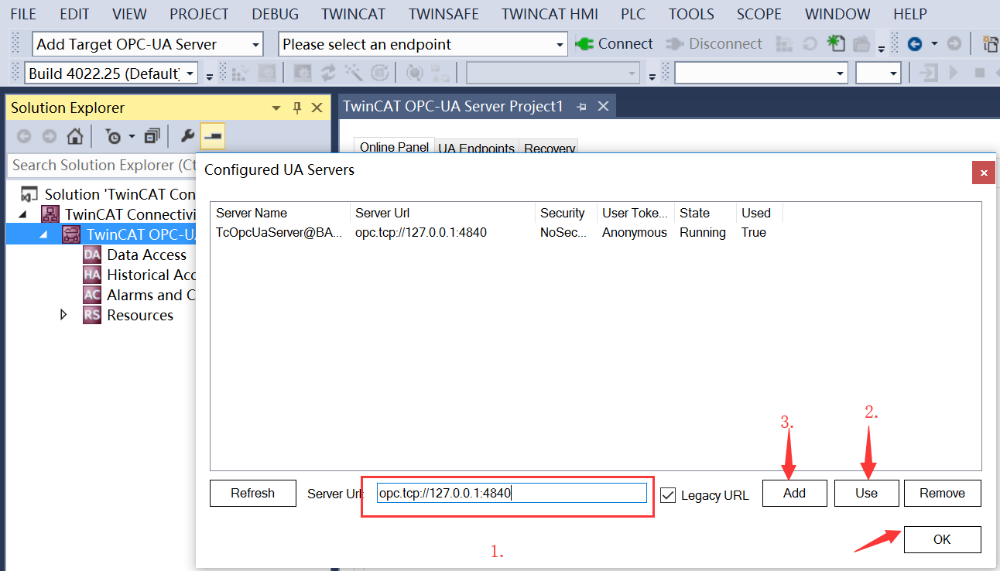 FILE EDIT VIEW PROJECT DEBUG TWINCAT TWINSAFE TWINCAT HMI PLC TOOLS SCOPE WINDOW HELP
Add Target OPC-UA Server Please select an endpoint Connect Disconnect
Build 4022.25 (Default)
Solution Explorer
TwinCAT OPC-UA Server Project1
Online Panel UA Endpoints Recovery
Search Solution Explorer (Ct
Configured UA Servers
Solution 'TwinCAT Con
TwinCAT Connectivi
TwinCAT OPC-U
DA Data Access
HA Historical Acc
AC Alarms and C
RS Resources
Server Name Server Url Security User Toke... State Used
TcOpcUaServer@BA... opc.tcp://127.0.0.1:4840 NoSec... Anonymous Running True
3.
2.
Refresh Server Url: opc.tcp://127.0.0.1:4840 Legacy URL Add Use Remove
OK
1.